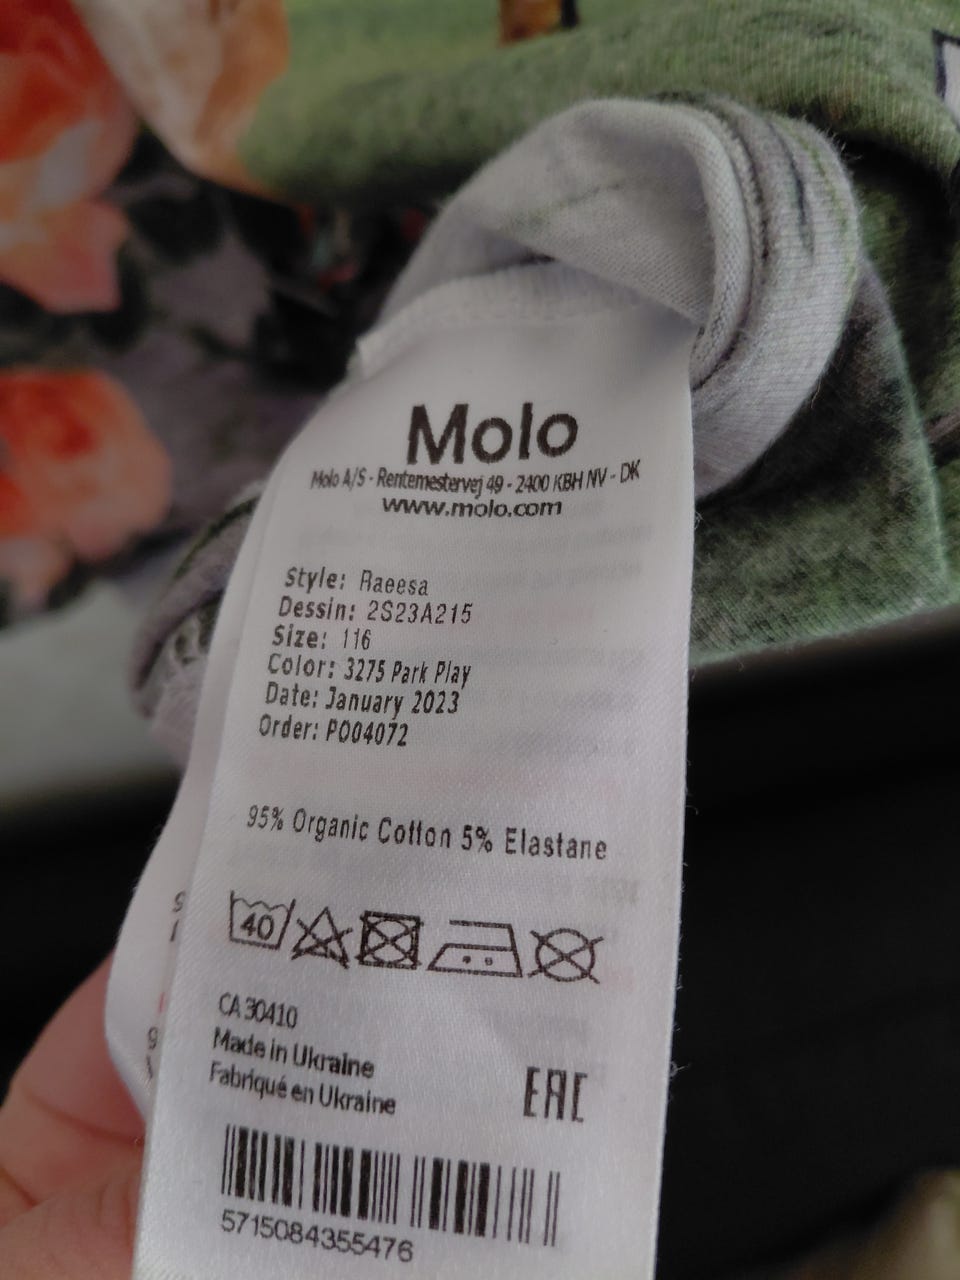 Molo
Molo A/S - Rentemestervej 49 - 2400 KBH NV - DK
www.molo.com
Style: Raeesa
Dessin: 2S23A215
Size: 116
Color: 3275 Park Play
Date: January 2023
Order: PO04072
95% Organic Cotton 5% Elastane
40
CA 30410
Made in Ukraine
Fabriqué en Ukraine
EAC
5715084355476